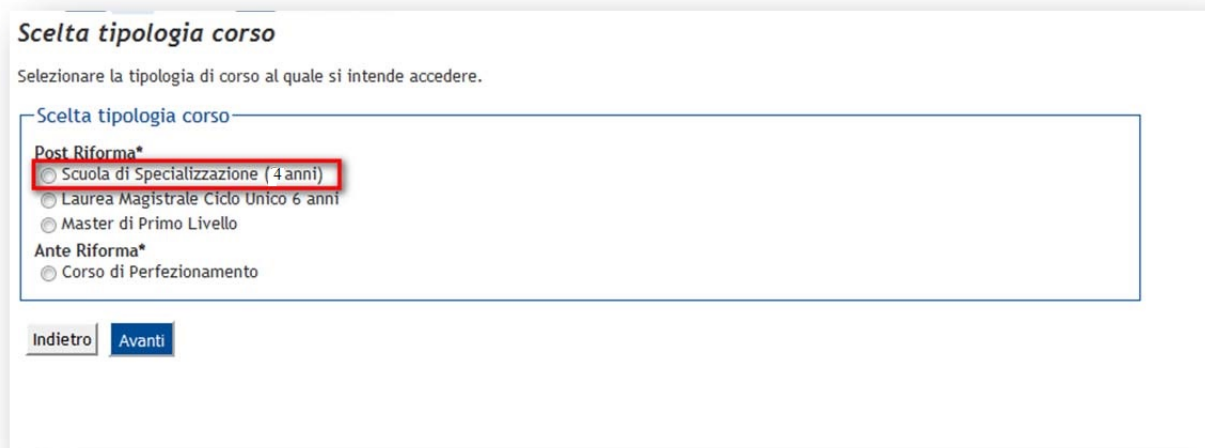 Scelta tipologia corso
Selezionare la tipologia di corso al quale si intende accedere.
Scelta tipologia corso
Post Riforma*
Scuola di Specializzazione ( 4 anni)
Laurea Magistrale Ciclo Unico 6 anni
Master di Primo Livello
Ante Riforma*
Corso di Perfezionamento
Indietro Avanti